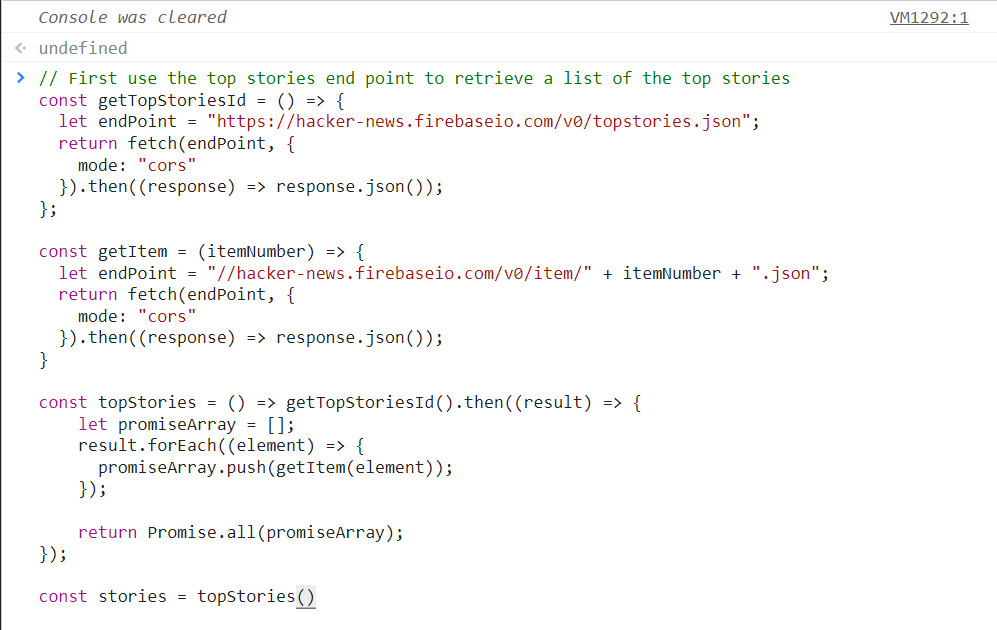 Console was cleared VM1292:1
undefined
// First use the top stories end point to retrieve a list of the top stories
const getTopStoriesId = () => {
  let endPoint = "https://hacker-news.firebaseio.com/v0/topstories.json";
  return fetch(endPoint, {
    mode: "cors"
  }).then((response) => response.json());
};

const getItem = (itemNumber) => {
  let endPoint = "//hacker-news.firebaseio.com/v0/item/" + itemNumber + ".json";
  return fetch(endPoint, {
    mode: "cors"
  }).then((response) => response.json());
}

const topStories = () => getTopStoriesId().then((result) => {
    let promiseArray = [];
    result.forEach((element) => {
      promiseArray.push(getItem(element));
    });

    return Promise.all(promiseArray);
});

const stories = topStories()